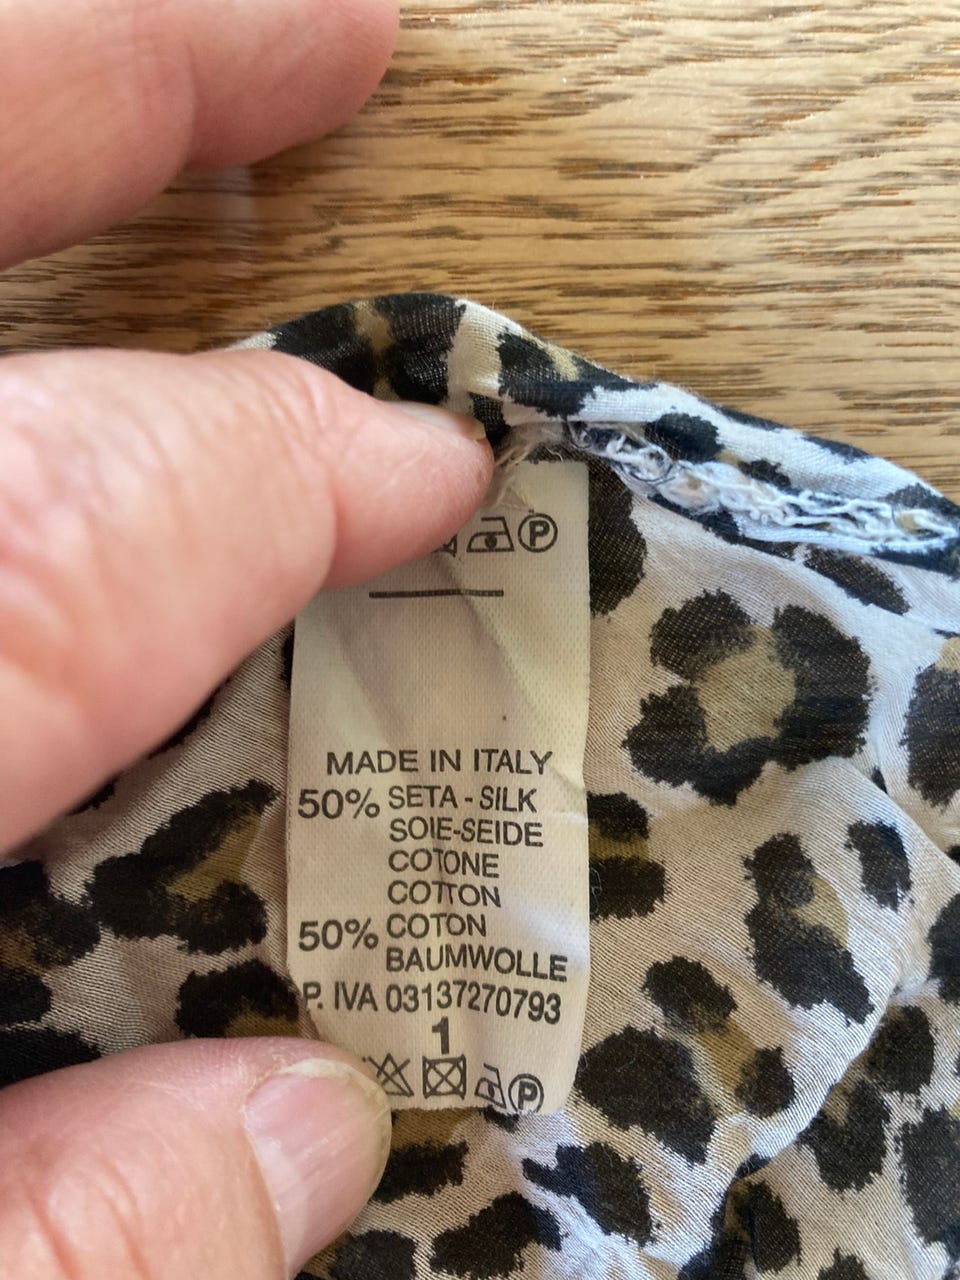 P
MADE IN ITALY
50% SETA - SILK
SOIE-SEIDE
COTONE
COTTON
50% COTON
BAUMWOLLE
P. IVA 03137270793
1
P